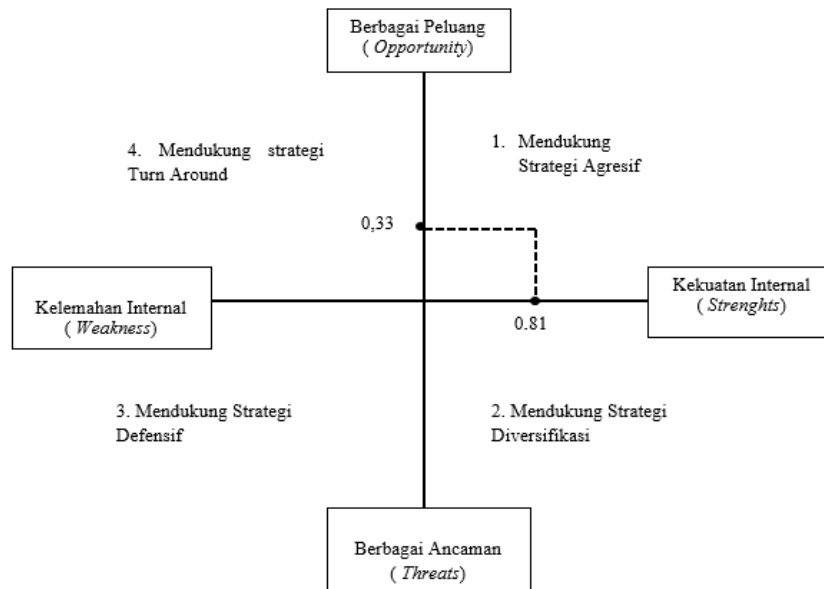 Berbagai Peluang
( Opportunity)
4. Mendukung strategi
Turn Around
1. Mendukung
Strategi Agresif
0,33
Kelemahan Internal
( Weakness)
Kekuatan Internal
( Strenghts)
0.81
3. Mendukung Strategi
Defensif
2. Mendukung Strategi
Diversifikasi
Berbagai Ancaman
( Threats)